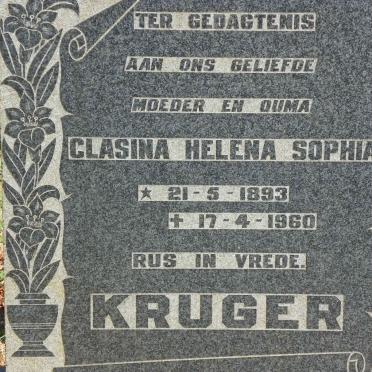 TER GEDAGTENIS
AAN ONS GELIEFDE
MOEDER EN OUMA
CLASINA HELENA SOPHIA
★ 21-5-1893
✝ 17-4-1960
RUS IN VREDE.
KRUGER